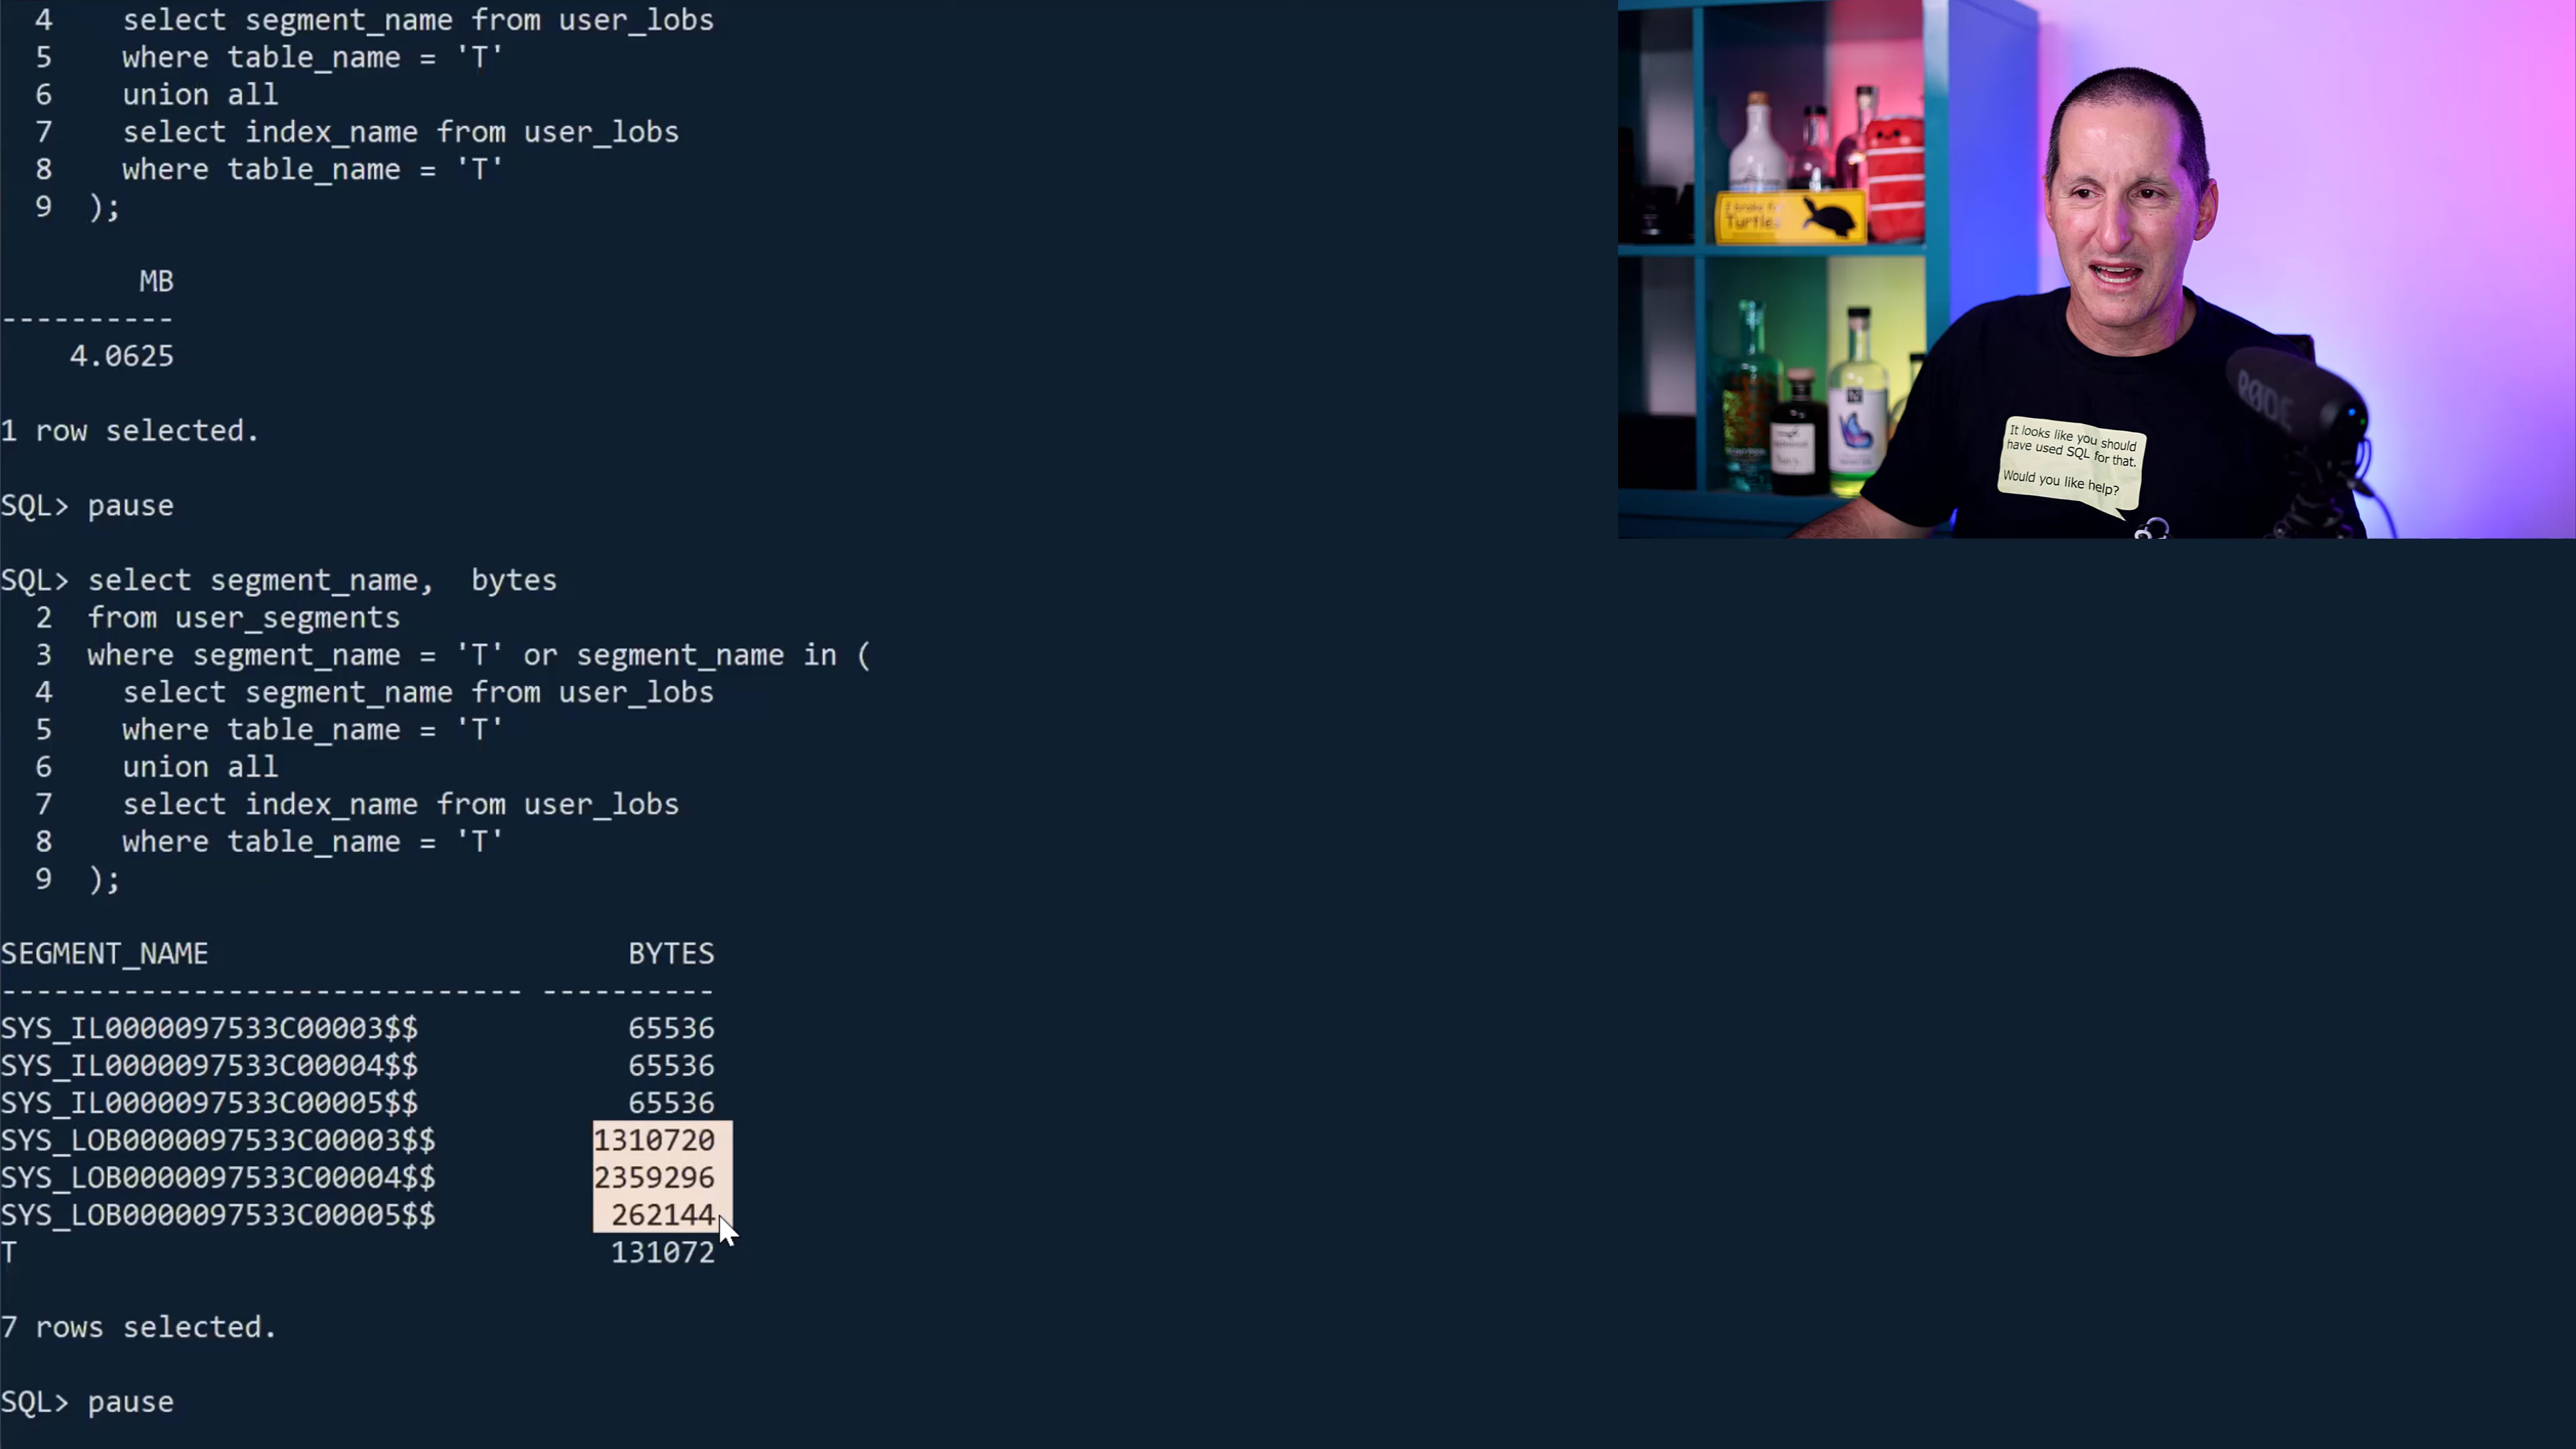 4    select segment_name from user_lobs
5    where table_name = 'T'
6    union all
7    select index_name from user_lobs
8    where table_name = 'T'
9  );
MB
----------
4.0625
1 row selected.
SQL> pause
SQL> select segment_name,  bytes
2  from user_segments
3  where segment_name = 'T' or segment_name in (
4    select segment_name from user_lobs
5    where table_name = 'T'
6    union all
7    select index_name from user_lobs
8    where table_name = 'T'
9  );
SEGMENT_NAME                        BYTES
------------------------------ ----------
SYS_IL0000097533C00003$$            65536
SYS_IL0000097533C00004$$            65536
SYS_IL0000097533C00005$$            65536
SYS_LOB0000097533C00003$$         1310720
SYS_LOB0000097533C00004$$         2359296
SYS_LOB0000097533C00005$$          262144
T                                  131072
7 rows selected.
SQL> pause
Turtles
RØDE
It looks like you should
have used SQL for that.
Would you like help?